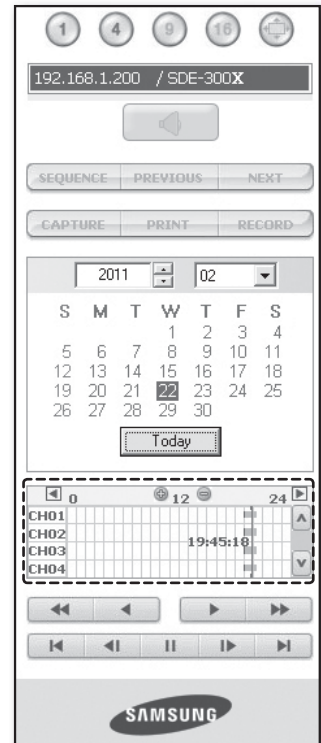 1 4 9 16
192.168.1.200 / SDE-300X
SEQUENCE PREVIOUS NEXT
CAPTURE PRINT RECORD
2011 02
S M T W T F S
1 2 3 4
5 6 7 8 9 10 11
12 13 14 15 16 17 18
19 20 21 22 23 24 25
26 27 28 29 30
Today
0 12 24
CH01
CH02
19:45:18
CH03
CH04
SAMSUNG